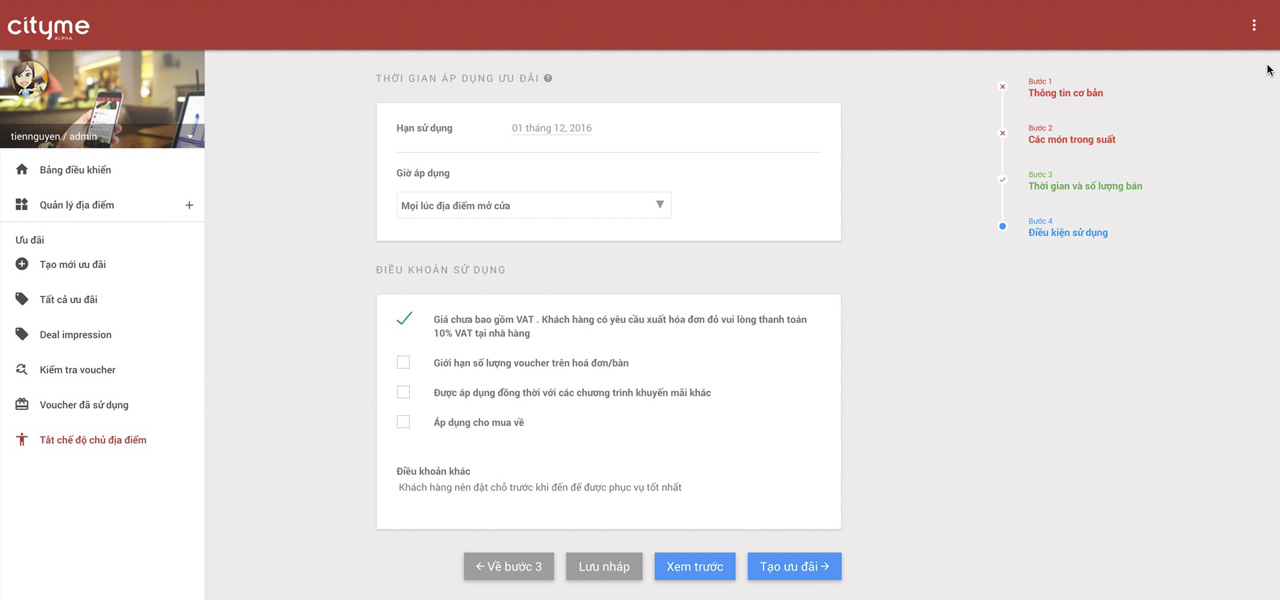 cityme
ALPHA
tiennguyen / admin
Bảng điều khiển
Quản lý địa điểm
Ưu đãi
Tạo mới ưu đãi
Tất cả ưu đãi
Deal impression
Kiểm tra voucher
Voucher đã sử dụng
Tắt chế độ chủ địa điểm
THỜI GIAN ÁP DỤNG ƯU ĐÃI
Hạn sử dụng 01 tháng 12, 2016
Giờ áp dụng
Mọi lúc địa điểm mở cửa
ĐIỀU KHOẢN SỬ DỤNG
Giá chưa bao gồm VAT . Khách hàng có yêu cầu xuất hóa đơn đỏ vui lòng thanh toán
10% VAT tại nhà hàng
Giới hạn số lượng voucher trên hoá đơn/bàn
Được áp dụng đồng thời với các chương trình khuyến mãi khác
Áp dụng cho mua về
Điều khoản khác
Khách hàng nên đặt chỗ trước khi đến để được phục vụ tốt nhất
← Về bước 3
Lưu nháp
Xem trước
Tạo ưu đãi →
Bước 1
Thông tin cơ bản
Bước 2
Các món trong suất
Bước 3
Thời gian và số lượng bán
Bước 4
Điều kiện sử dụng